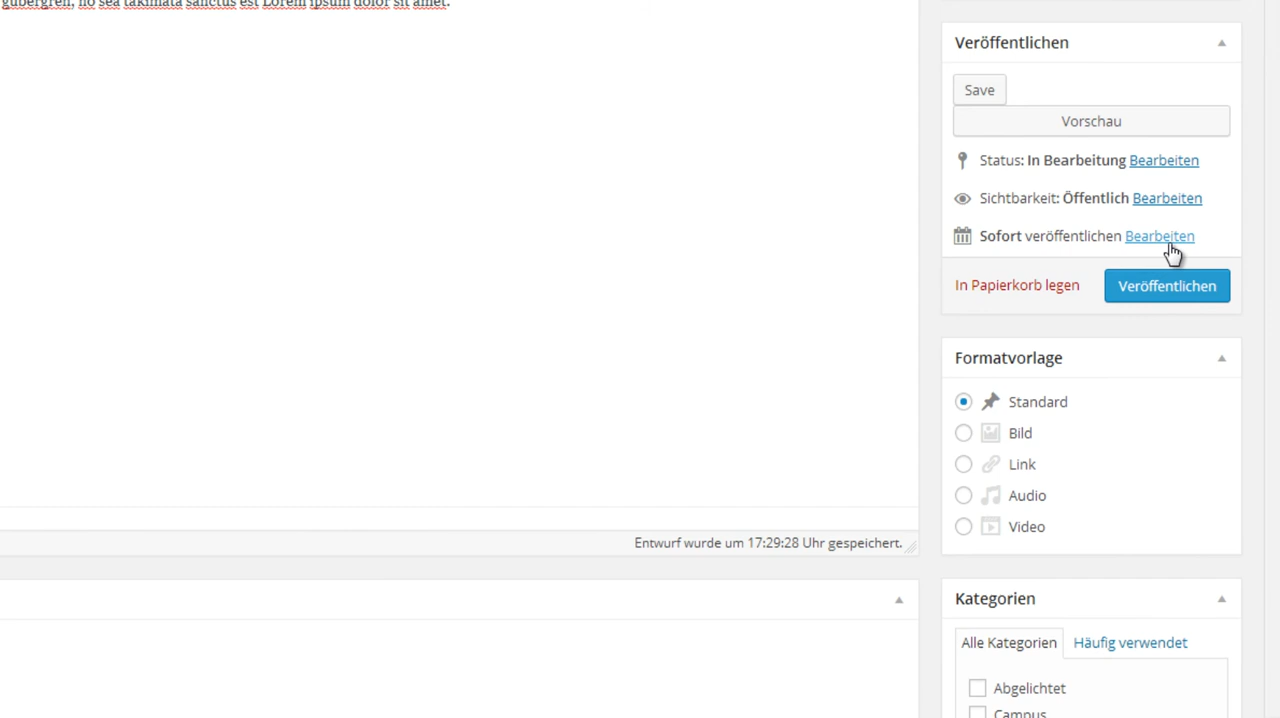 gubergren, no sea takimata sanctus est Lorem ipsum dolor sit amet.
Veröffentlichen
Save
Vorschau
Status: In Bearbeitung Bearbeiten
Sichtbarkeit: Öffentlich Bearbeiten
Sofort veröffentlichen Bearbeiten
In Papierkorb legen
Veröffentlichen
Formatvorlage
Standard
Bild
Link
Audio
Video
Entwurf wurde um 17:29:28 Uhr gespeichert.
Kategorien
Alle Kategorien
Häufig verwendet
Abgelichtet
Campus